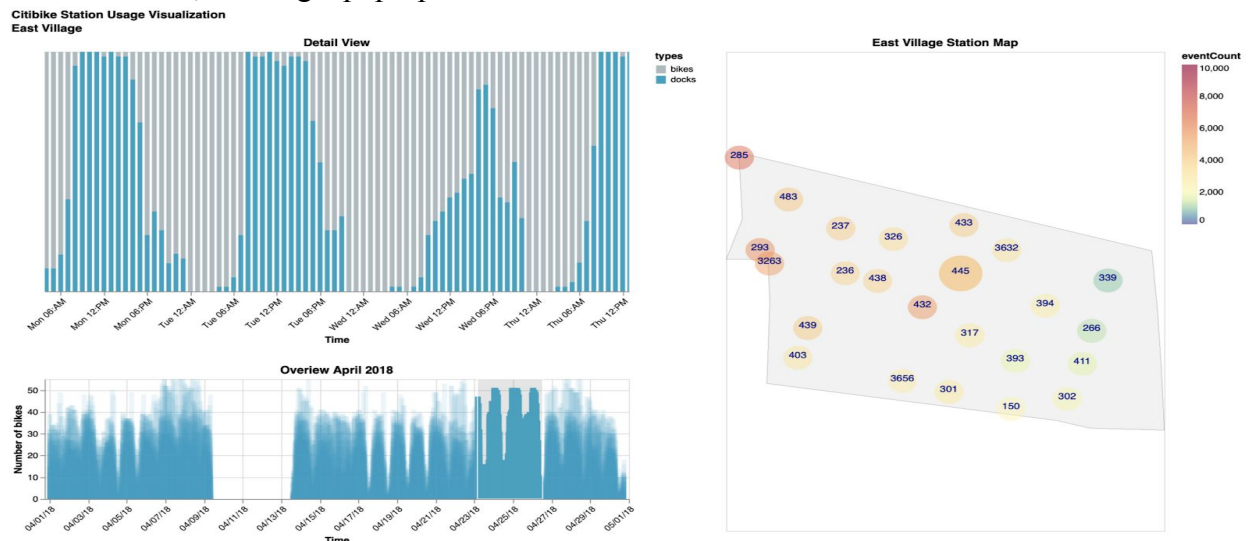 Citibike Station Usage Visualization
East Village
Detail View
types
bikes
docks
Mon 06:AM
Mon 12:PM
Mon 06:PM
Tue 12:AM
Tue 06:AM
Tue 12:PM
Tue 06:PM
Wed 12:AM
Wed 06:AM
Wed 12:PM
Wed 06:PM
Thu 12:AM
Thu 06:AM
Thu 12:PM
Time
Overiew April 2018
Number of bikes
50
40
30
20
10
0
04/01/18
04/03/18
04/05/18
04/07/18
04/09/18
04/11/18
04/13/18
04/15/18
04/17/18
04/19/18
04/21/18
04/23/18
04/25/18
04/27/18
04/29/18
05/01/18
Time
East Village Station Map
285
483
237
326
433
3632
293
3263
236
438
445
339
432
394
439
317
266
403
393
411
3656
301
302
150
eventCount
10,000
8,000
6,000
4,000
2,000
0